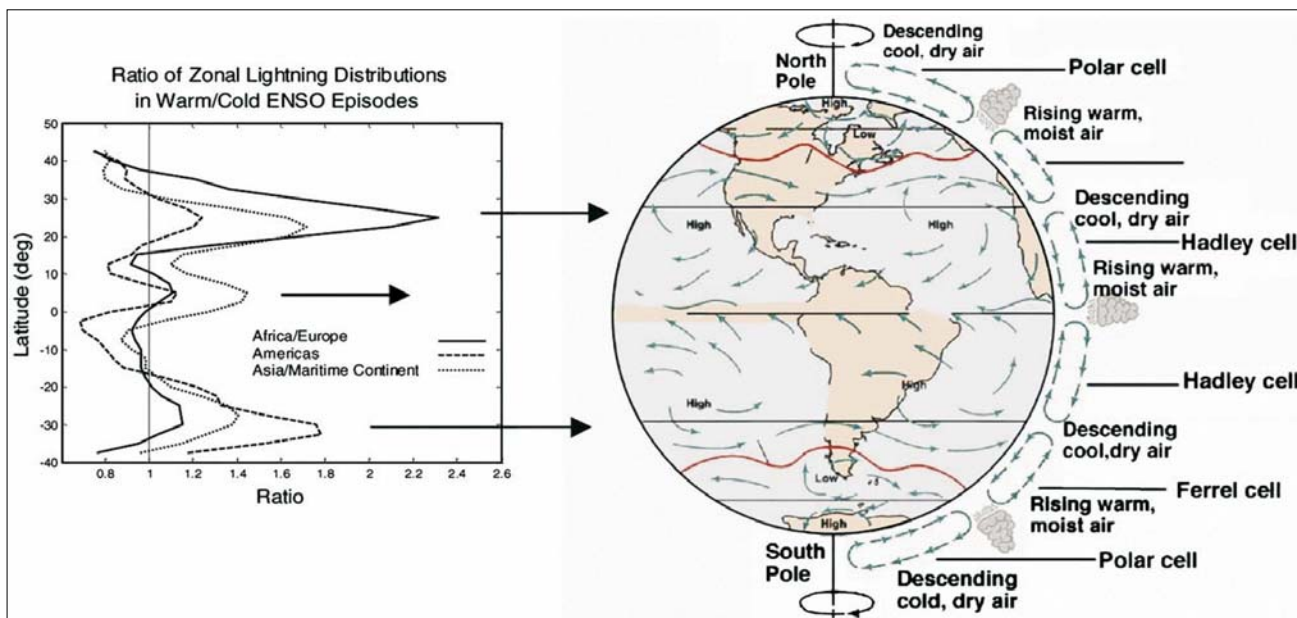 Ratio of Zonal Lightning Distributions
in Warm/Cold ENSO Episodes
50
40
30
20
10
0
-10
-20
-30
-40
Latitude (deg)
Africa/Europe
Americas
Asia/Maritime Continent
0.8 1 1.2 1.4 1.6 1.8 2 2.2 2.4 2.6
Ratio
Descending
cool, dry air
North
Pole
Polar cell
High
Rising warm,
moist air
Low
Descending
cool, dry air
High
High
Hadley cell
Rising warm,
moist air
High
High
Hadley cell
Descending
cool,dry air
Low
Ferrel cell
Rising warm,
moist air
High
South
Pole
Polar cell
Descending
cold, dry air